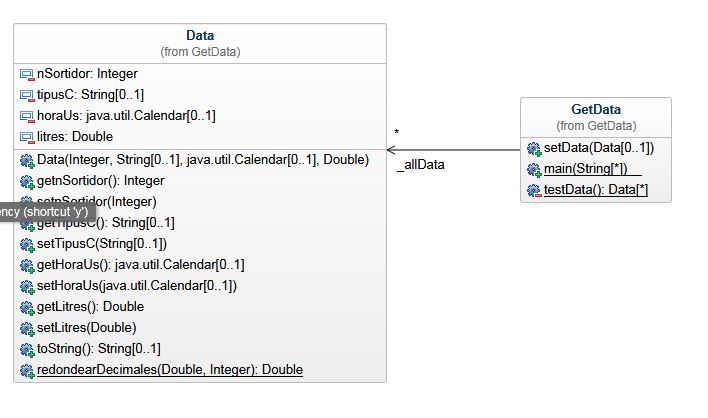 Data
(from GetData)
nSortidor: Integer
tipusC: String[0..1]
horaUs: java.util.Calendar[0..1]
litres: Double
Data(Integer, String[0..1], java.util.Calendar[0..1], Double)
getnSortidor(): Integer
setnSortidor(Integer)
ency (shortcut 'y')
getTipusC(): String[0..1]
setTipusC(String[0..1])
getHoraUs(): java.util.Calendar[0..1]
setHoraUs(java.util.Calendar[0..1])
getLitres(): Double
setLitres(Double)
toString(): String[0..1]
redondearDecimales(Double, Integer): Double
*
_allData
GetData
(from GetData)
setData(Data[0..1])
main(String[*])
testData(): Data[*]